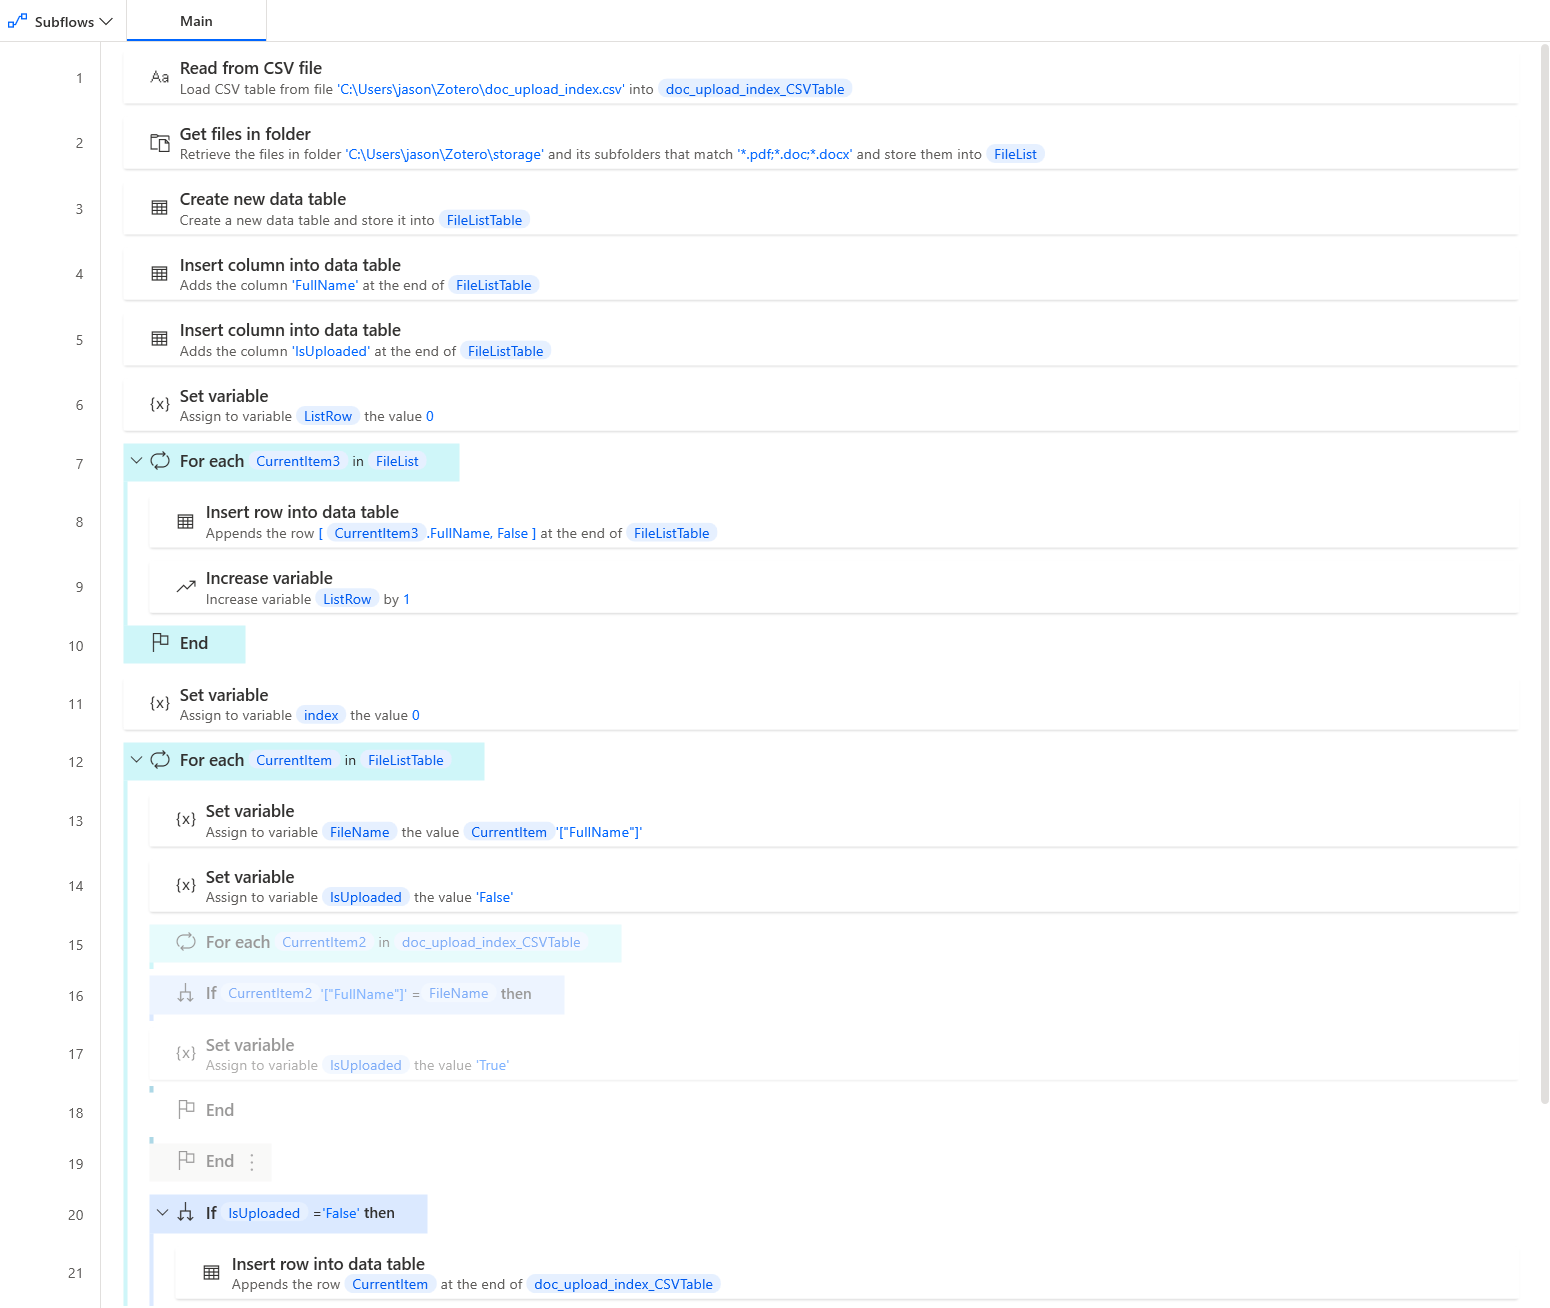 Subflows
Main
1
Read from CSV file
Load CSV table from file 'C:\Users\jason\Zotero\doc_upload_index.csv' into doc_upload_index_CSVTable
2
Get files in folder
Retrieve the files in folder 'C:\Users\jason\Zotero\storage' and its subfolders that match '*.pdf;*.doc;*.docx' and store them into FileList
3
Create new data table
Create a new data table and store it into FileListTable
4
Insert column into data table
Adds the column 'FullName' at the end of FileListTable
5
Insert column into data table
Adds the column 'IsUploaded' at the end of FileListTable
6
{x} Set variable
Assign to variable ListRow the value 0
7
For each CurrentItem3 in FileList
8
Insert row into data table
Appends the row [ CurrentItem3 .FullName, False ] at the end of FileListTable
9
Increase variable
Increase variable ListRow by 1
10
End
11
{x} Set variable
Assign to variable index the value 0
12
For each CurrentItem in FileListTable
13
{x} Set variable
Assign to variable FileName the value CurrentItem '["FullName"]'
14
{x} Set variable
Assign to variable IsUploaded the value 'False'
15
For each CurrentItem2 in doc_upload_index_CSVTable
16
If CurrentItem2 '["FullName"]' = FileName then
17
{x} Set variable
Assign to variable IsUploaded the value 'True'
18
End
19
End
20
If IsUploaded ='False' then
21
Insert row into data table
Appends the row CurrentItem at the end of doc_upload_index_CSVTable